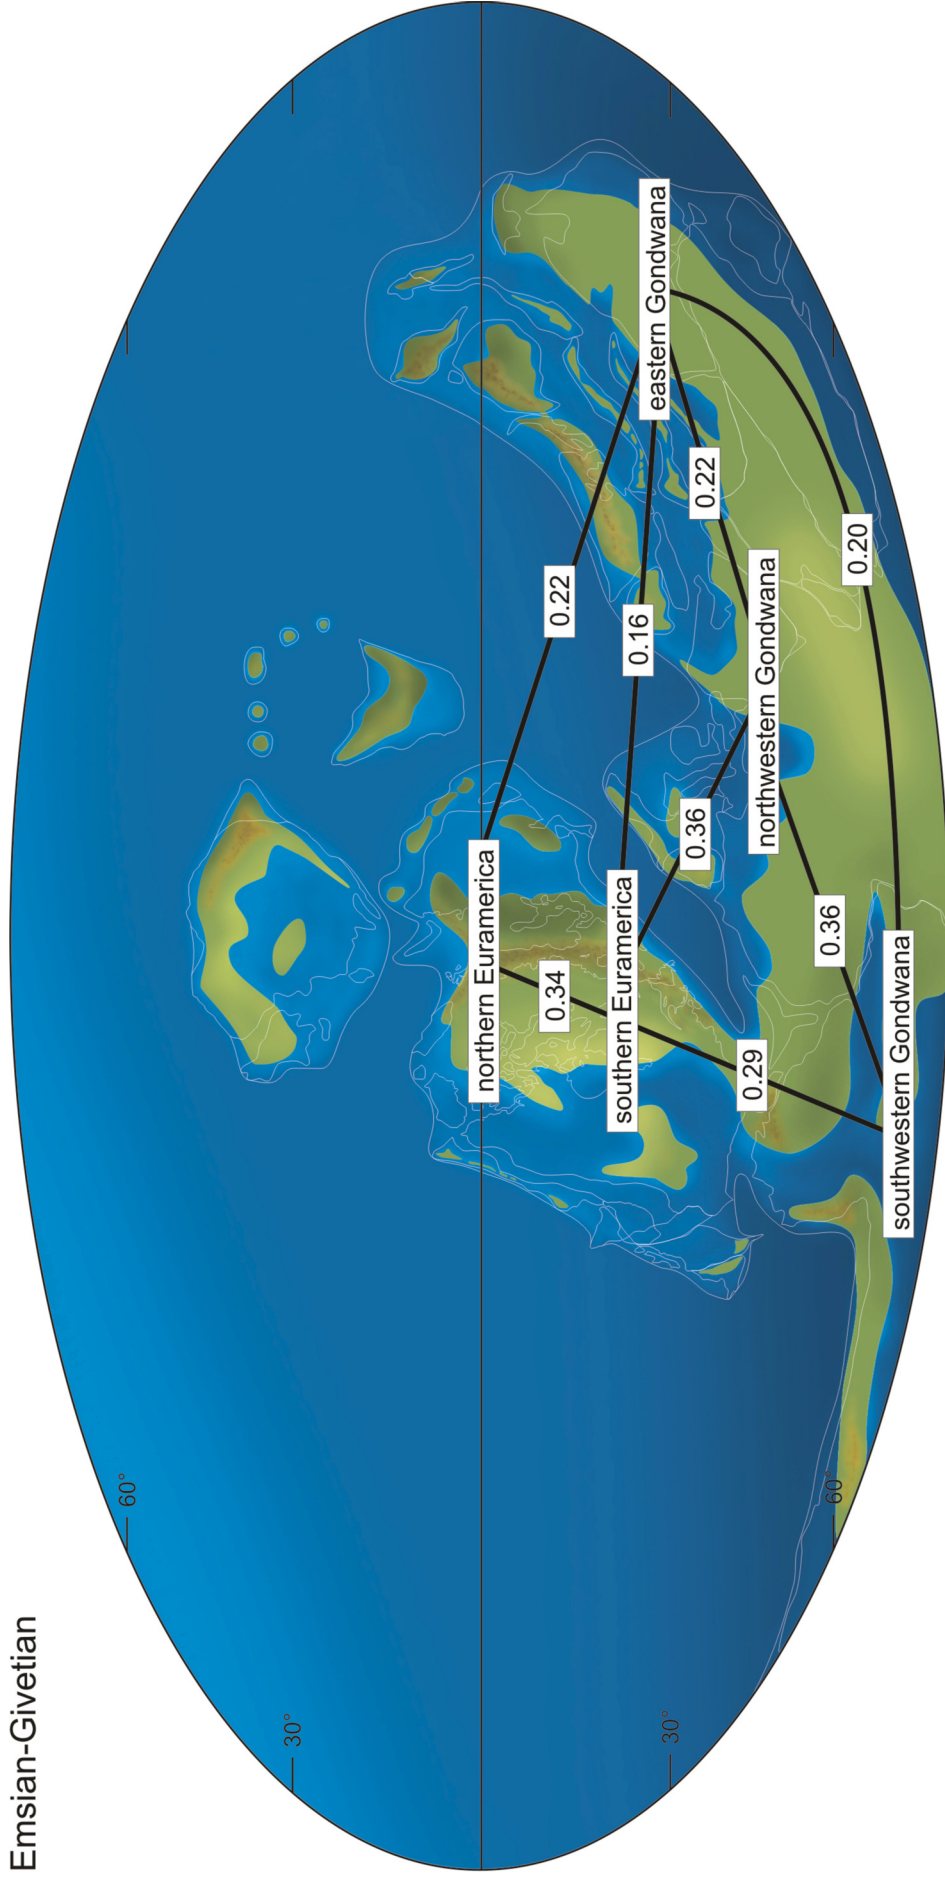 Emsian-Givetian
60°
30°
northern Euramerica
0.22
eastern Gondwana
0.34
southern Euramerica
0.16
30°
0.36
0.22
0.29
northwestern Gondwana
60°
0.36
0.20
southwestern Gondwana